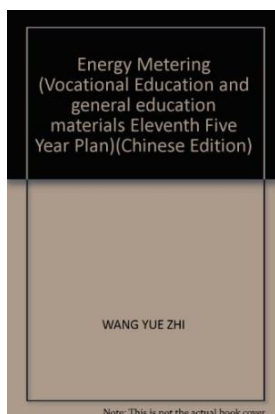 Energy Metering
(Vocational Education and
general education
materials Eleventh Five
Year Plan)(Chinese Edition)
WANG YUE ZHI
Note: This is not the actual book cover